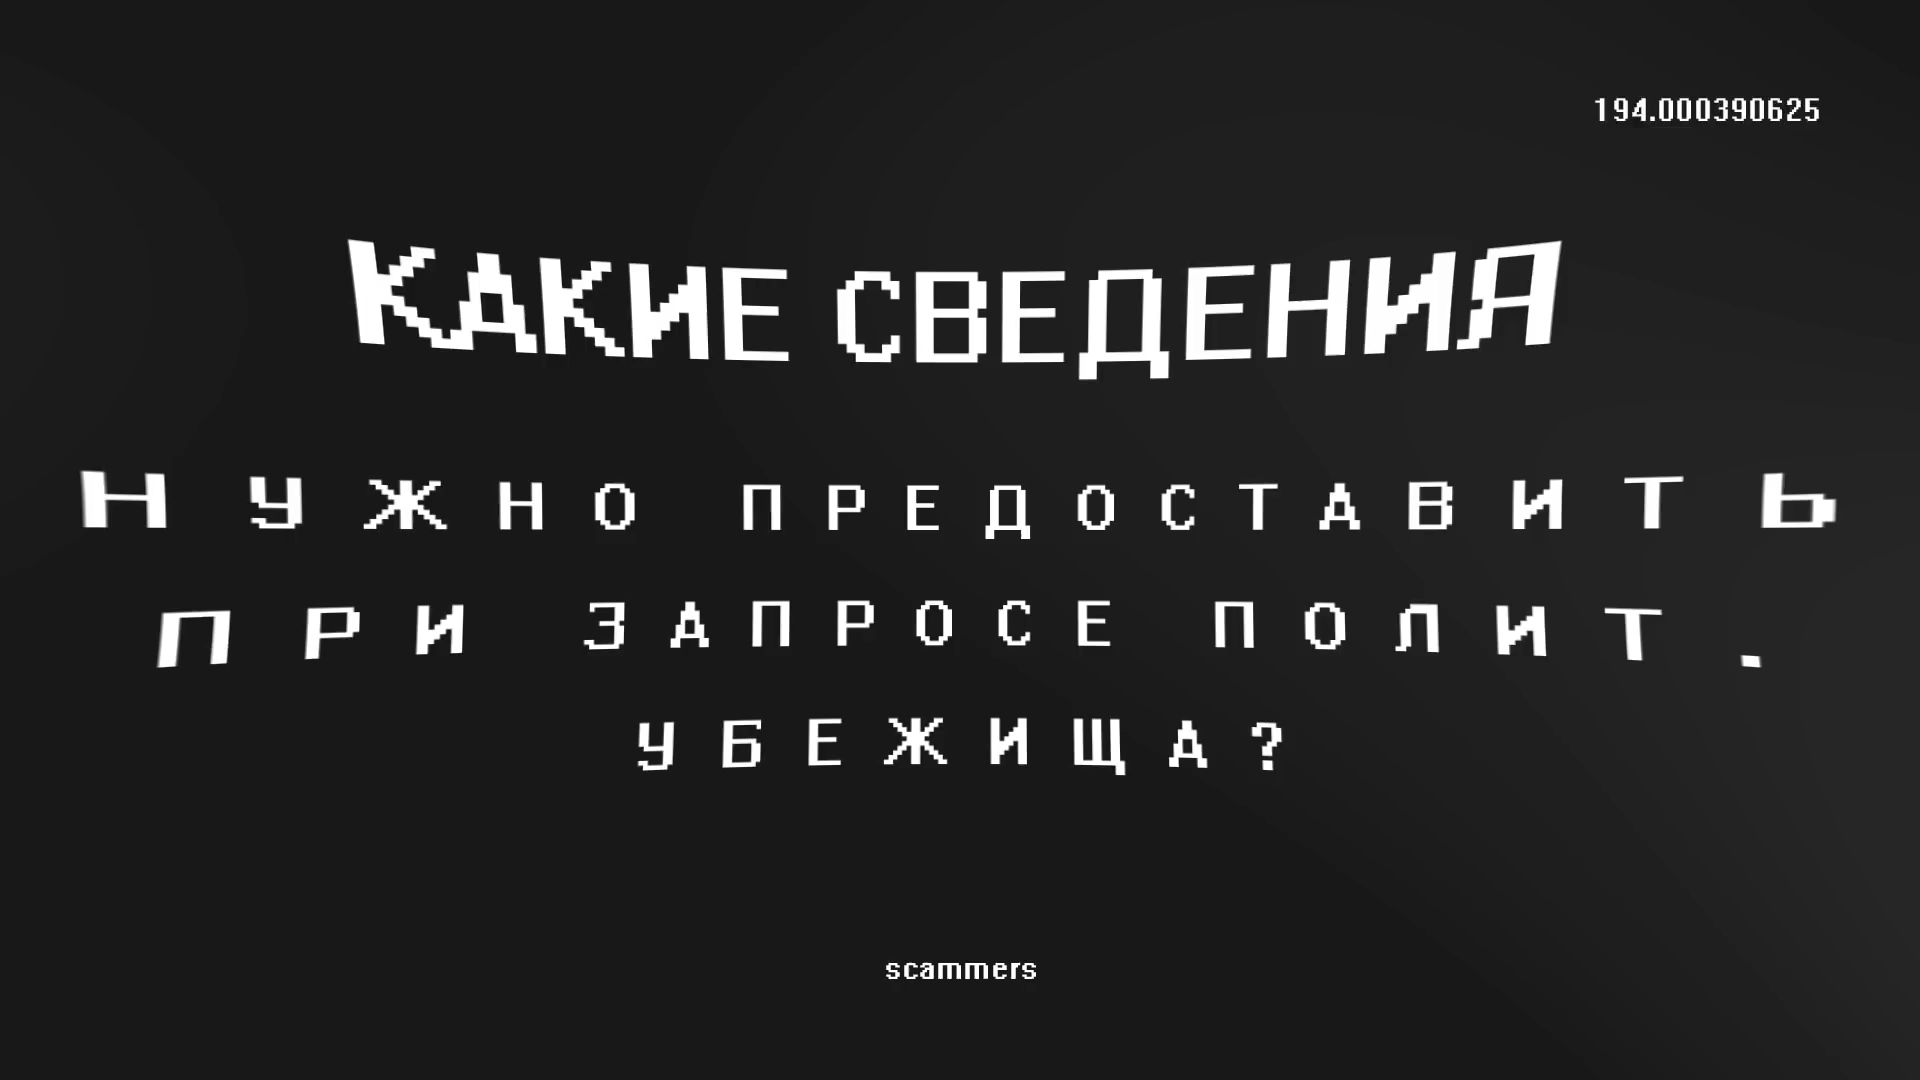 194.000390625
КАКИЕ СВЕДЕНИЯ
НУЖНО ПРЕДОСТАВИТЬ
ПРИ ЗАПРОСЕ ПОЛИТ.
УБЕЖИЩА?
scammers